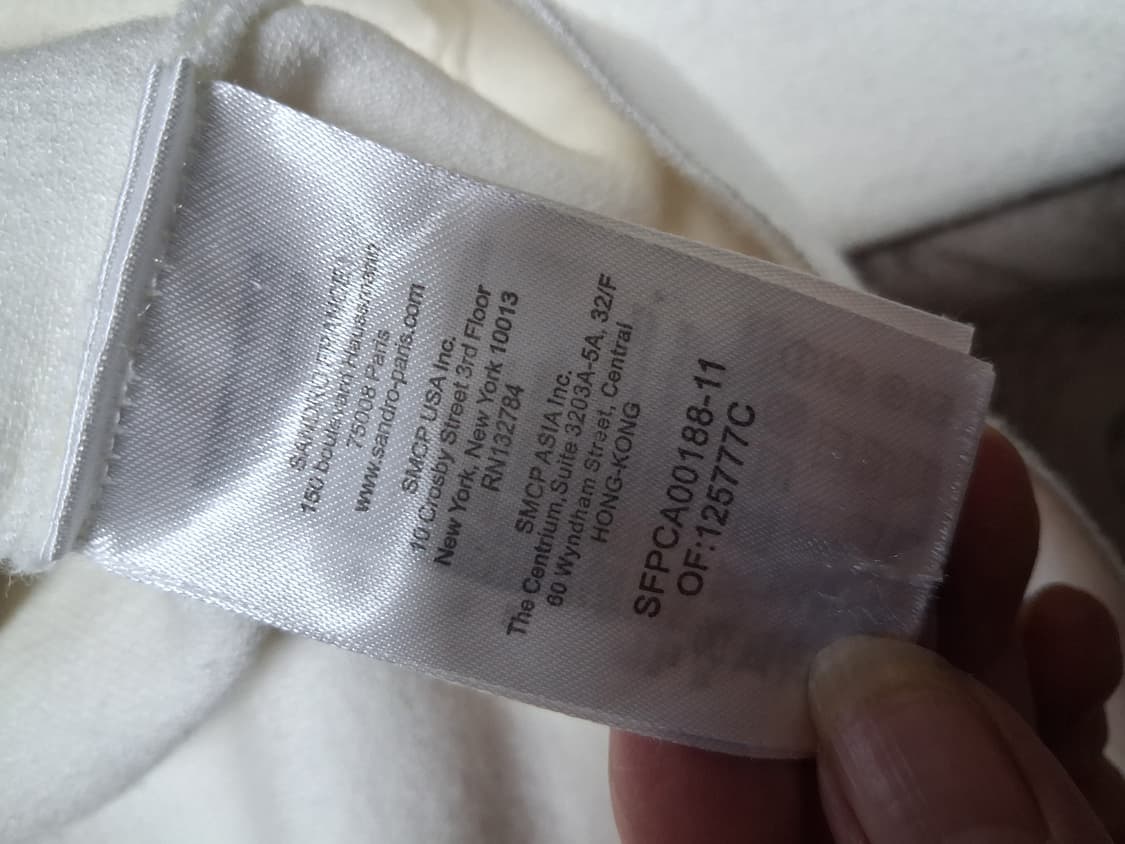 SANDRO FRANCE
150 boulevard Haussmann
75008 Paris
www.sandro-paris.com
SMCP USA Inc.
10 Crosby Street 3rd Floor
New York, New York 10013
RN132784
SMCP ASIA Inc.
The Centrium,Suite 3203A-5A, 32/F
60 Wyndham Street, Central
HONG-KONG
SFPCA00188-11
OF:125777C